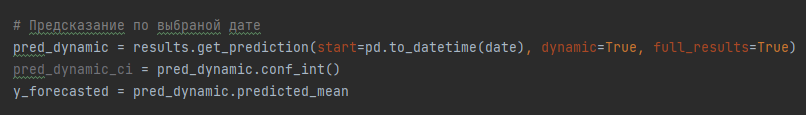 # Предсказание по выбраной дате
pred_dynamic = results.get_prediction(start=pd.to_datetime(date), dynamic=True, full_results=True)
pred_dynamic_ci = pred_dynamic.conf_int()
y_forecasted = pred_dynamic.predicted_mean